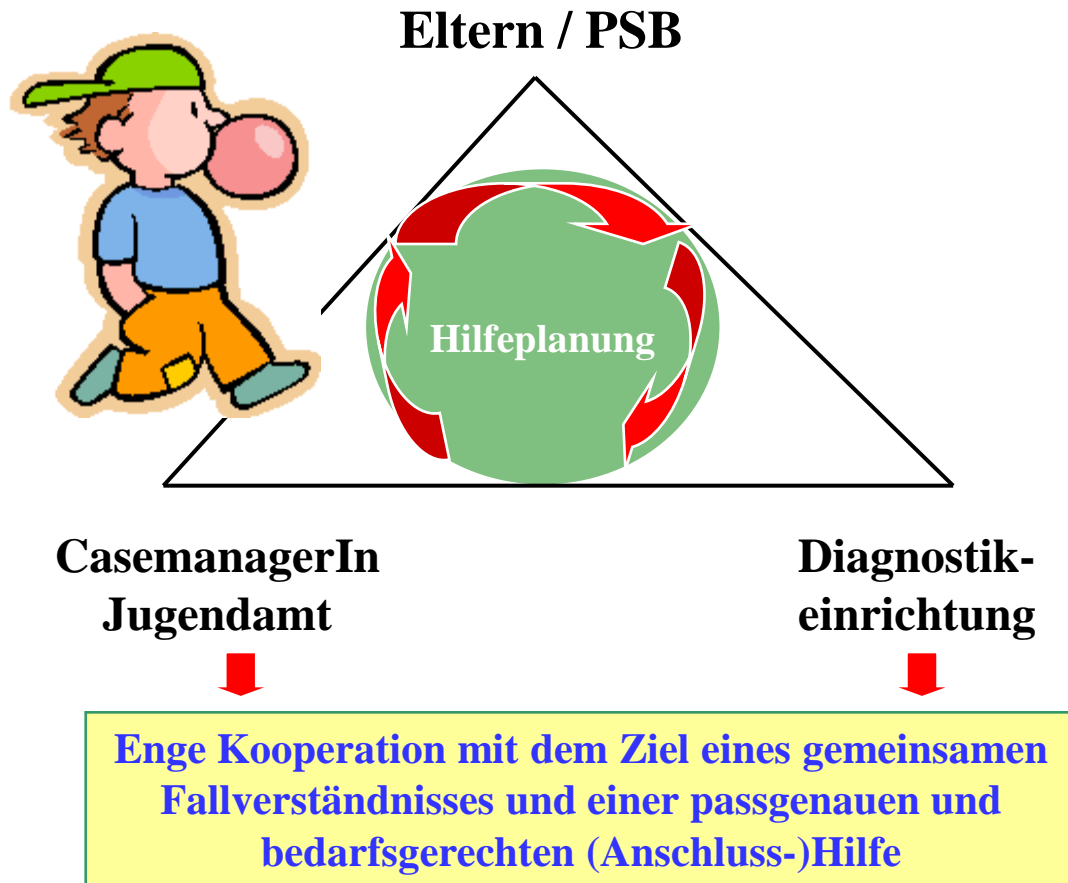 Eltern / PSB
Hilfeplanung
CasemanagerIn
Jugendamt
Diagnostik-
einrichtung
Enge Kooperation mit dem Ziel eines gemeinsamen
Fallverständnisses und einer passgenauen und
bedarfsgerechten (Anschluss-)Hilfe